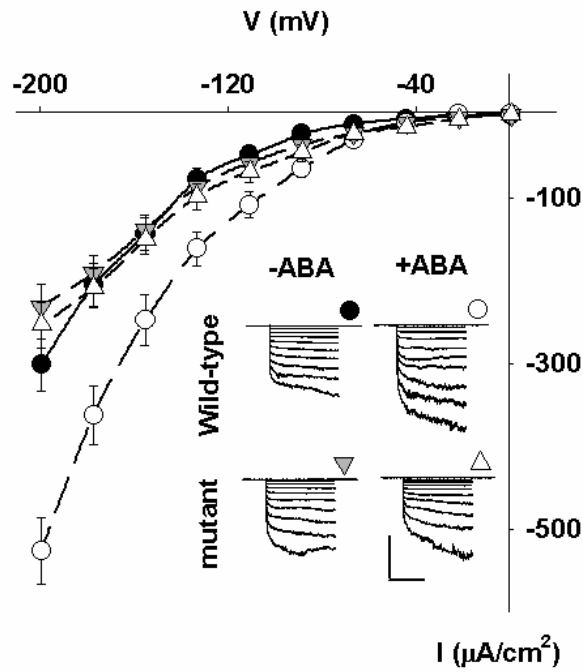 V (mV)
-200 -120 -40
-100
-ABA +ABA
Wild-type
-300
mutant
-500
I (μA/cm²)